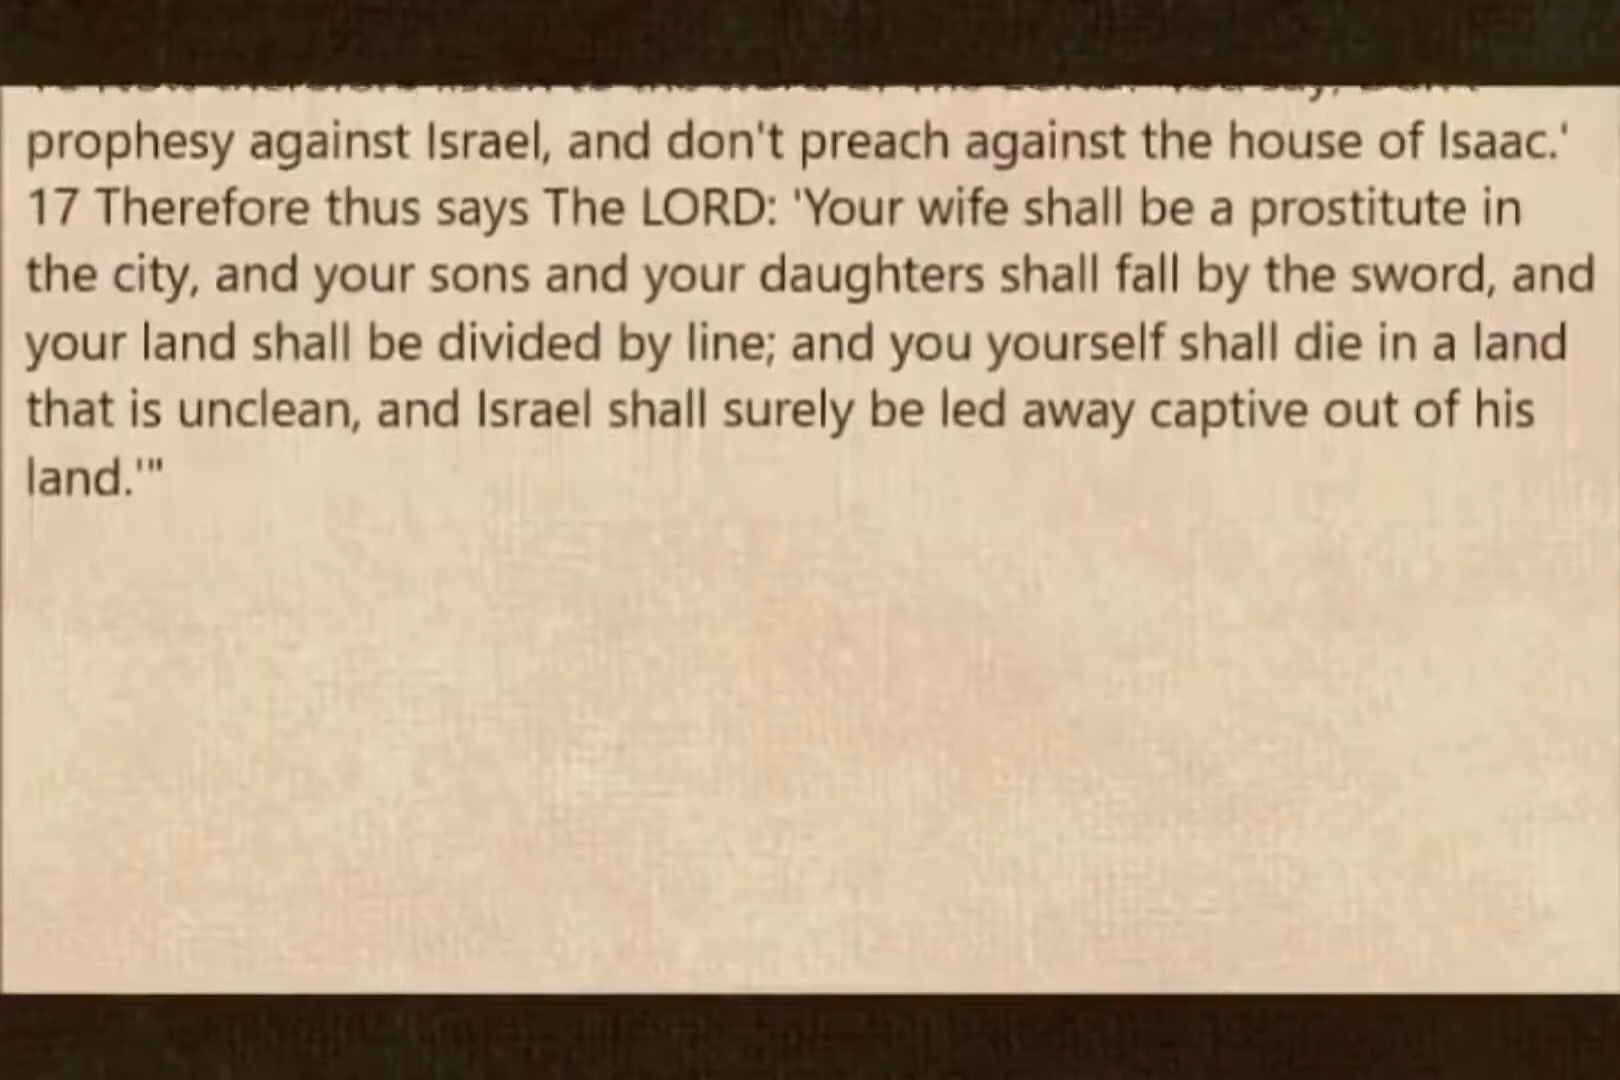 prophesy against Israel, and don't preach against the house of Isaac.'
17 Therefore thus says The LORD: 'Your wife shall be a prostitute in
the city, and your sons and your daughters shall fall by the sword, and
your land shall be divided by line; and you yourself shall die in a land
that is unclean, and Israel shall surely be led away captive out of his
land.'"